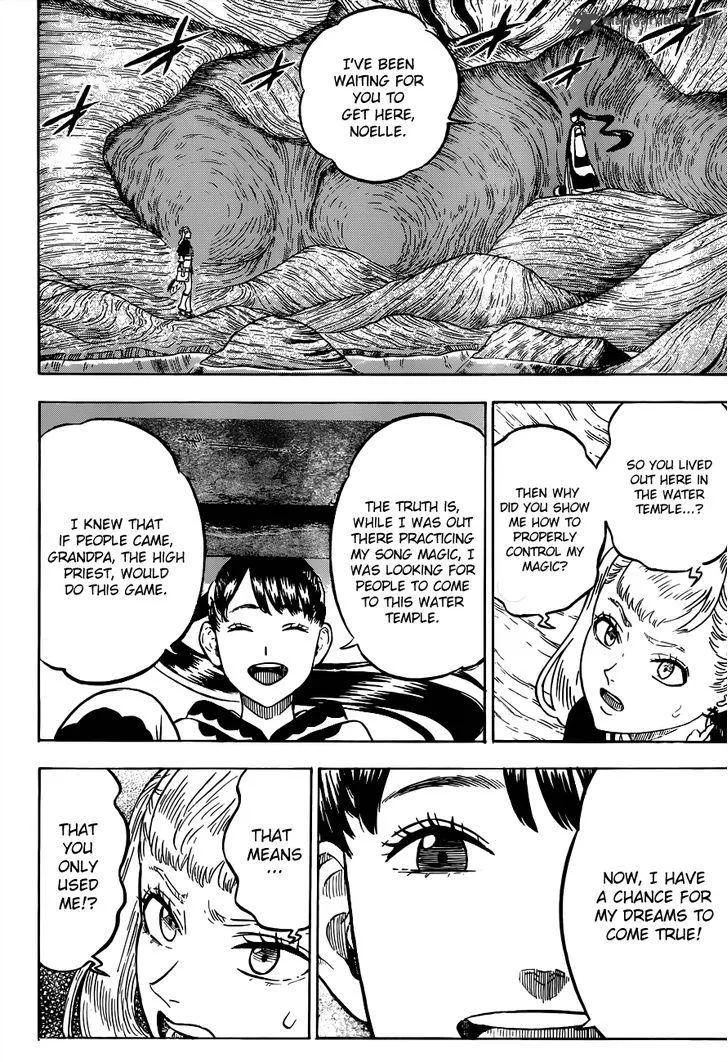 I'VE BEEN
WAITING FOR
YOU TO
GET HERE,
NOELLE.
SO YOU LIVED
OUT HERE IN
THE WATER
TEMPLE...?
THEN WHY
DID YOU SHOW
ME HOW TO
PROPERLY
CONTROL MY
MAGIC?
THE TRUTH IS,
WHILE I WAS OUT
THERE PRACTICING
MY SONG MAGIC, I
WAS LOOKING FOR
PEOPLE TO COME
TO THIS WATER
TEMPLE.
I KNEW THAT
IF PEOPLE CAME,
GRANDPA, THE HIGH
PRIEST, WOULD
DO THIS GAME.
NOW, I HAVE
A CHANCE FOR
MY DREAMS TO
COME TRUE!
THAT
MEANS
...
THAT
YOU
ONLY
USED
ME!?